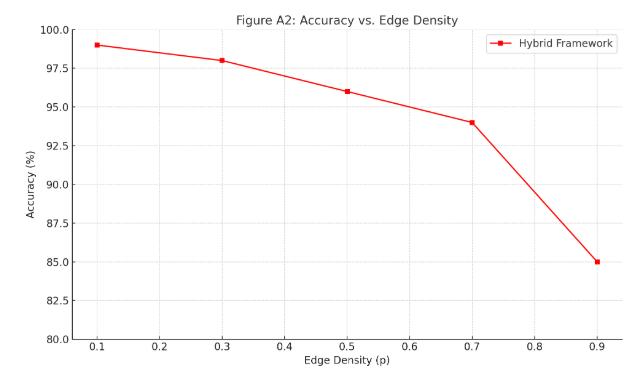 Figure A2: Accuracy vs. Edge Density
Hybrid Framework
100.0
97.5
95.0
92.5
90.0
87.5
85.0
82.5
80.0
Accuracy (%)
0.1 0.2 0.3 0.4 0.5 0.6 0.7 0.8 0.9
Edge Density (p)